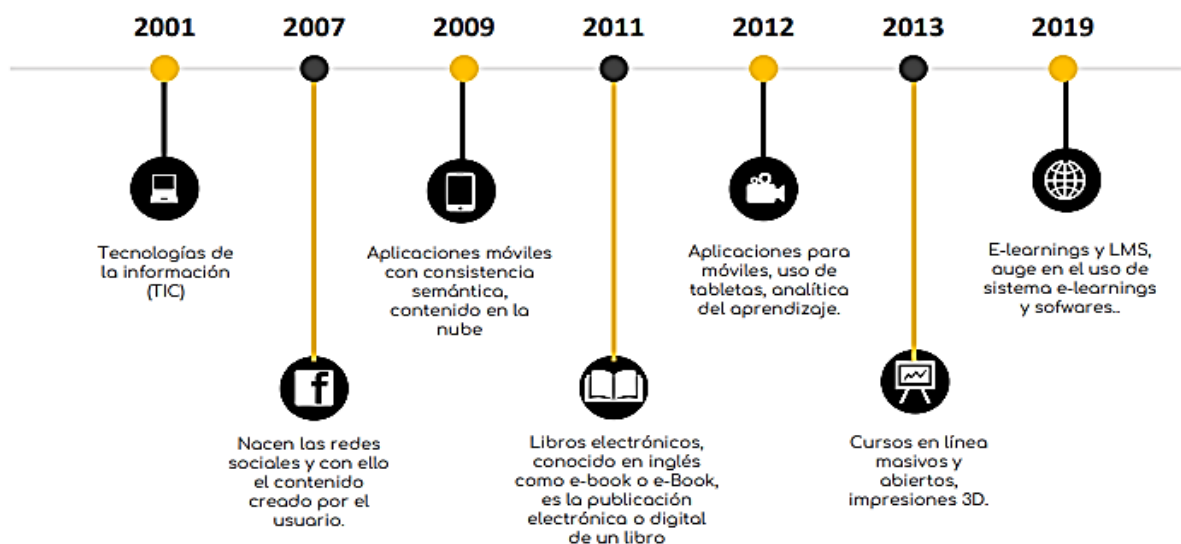 2001
2007
2009
2011
2012
2013
2019
Tecnologías de
la información
(TIC)
f
Nacen las redes
sociales y con ello
el contenido
creado por el
usuario.
Aplicaciones móviles
con consistencia
semántica,
contenido en la
nube
Libros electrónicos,
conocido en inglés
como e-book o e-Book,
es la publicación
electrónica o digital
de un libro
Aplicaciones para
móviles, uso de
tabletas, analítica
del aprendizaje.
Cursos en línea
masivos y
abiertos,
impresiones 3D.
E-learnings y LMS,
auge en el uso de
sistema e-learnings
y sofwares..